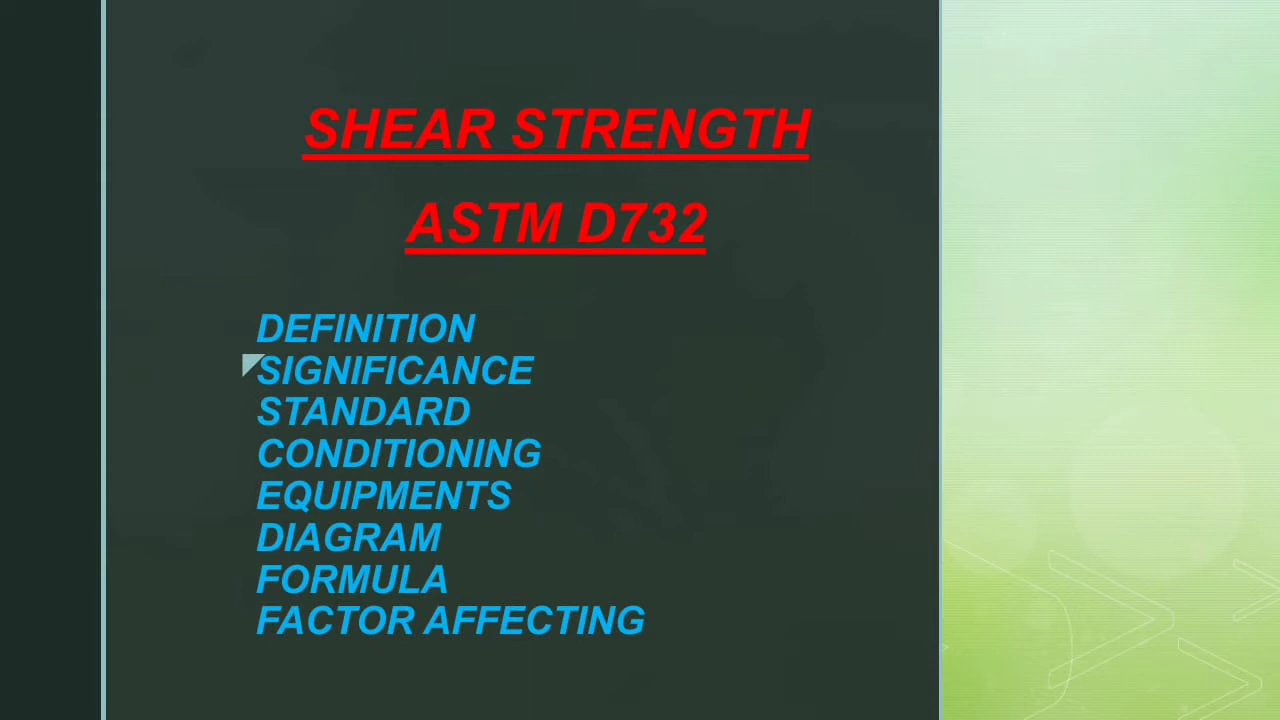 SHEAR STRENGTH
ASTM D732
DEFINITION
SIGNIFICANCE
STANDARD
CONDITIONING
EQUIPMENTS
DIAGRAM
FORMULA
FACTOR AFFECTING